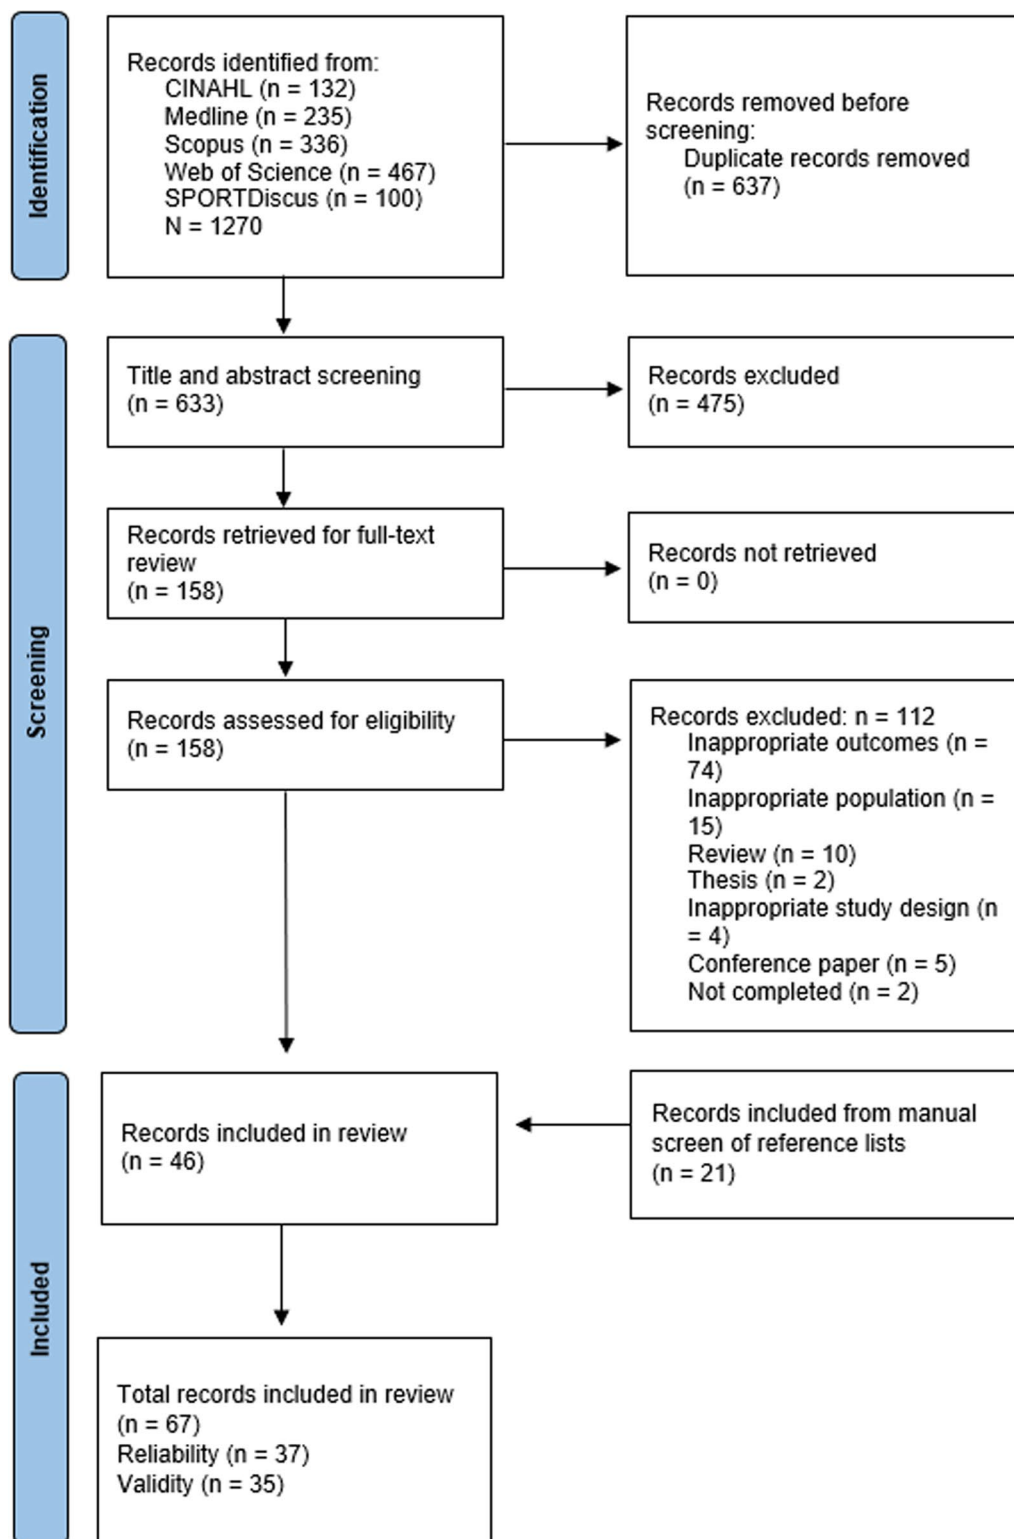 Identification
Records identified from:
CINAHL (n = 132)
Medline (n = 235)
Scopus (n = 336)
Web of Science (n = 467)
SPORTDiscus (n = 100)
N = 1270
Records removed before
screening:
Duplicate records removed
(n = 637)
Screening
Title and abstract screening
(n = 633)
Records excluded
(n = 475)
Records retrieved for full-text
review
(n = 158)
Records not retrieved
(n = 0)
Records assessed for eligibility
(n = 158)
Records excluded: n = 112
Inappropriate outcomes (n =
74)
Inappropriate population (n =
15)
Review (n = 10)
Thesis (n = 2)
Inappropriate study design (n
= 4)
Conference paper (n = 5)
Not completed (n = 2)
Included
Records included in review
(n = 46)
Records included from manual
screen of reference lists
(n = 21)
Total records included in review
(n = 67)
Reliability (n = 37)
Validity (n = 35)